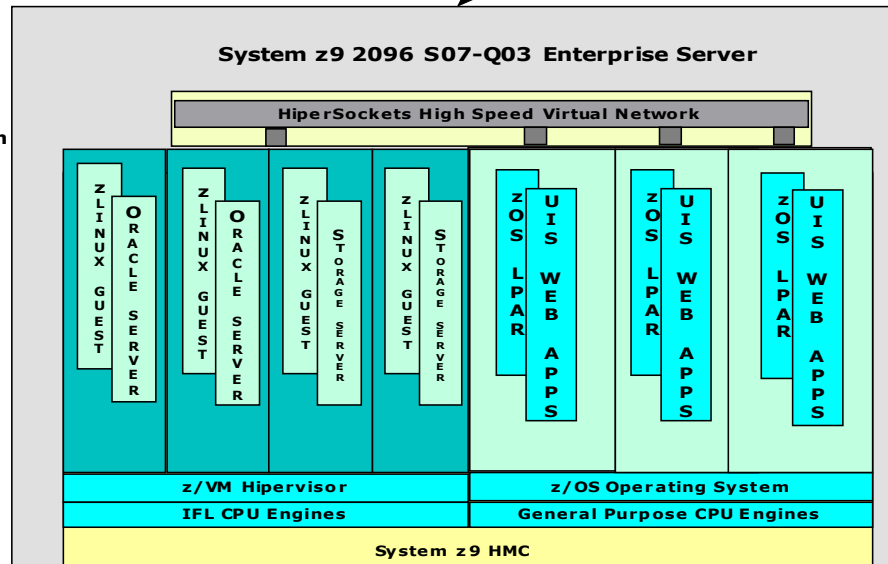 System z9 2096 S07-Q03 Enterprise Server
HiperSockets High Speed Virtual Network
n
ZLINUX GUEST
ORACLE SERVER
ZLINUX GUEST
ORACLE SERVER
ZLINUX GUEST
STORAGE SERVER
ZLINUX GUEST
STORAGE SERVER
zOS LPAR
UIS WEB APPS
zOS LPAR
UIS WEB APPS
zOS LPAR
UIS WEB APPS
z/VM Hipervisor
z/OS Operating System
IFL CPU Engines
General Purpose CPU Engines
System z9 HMC